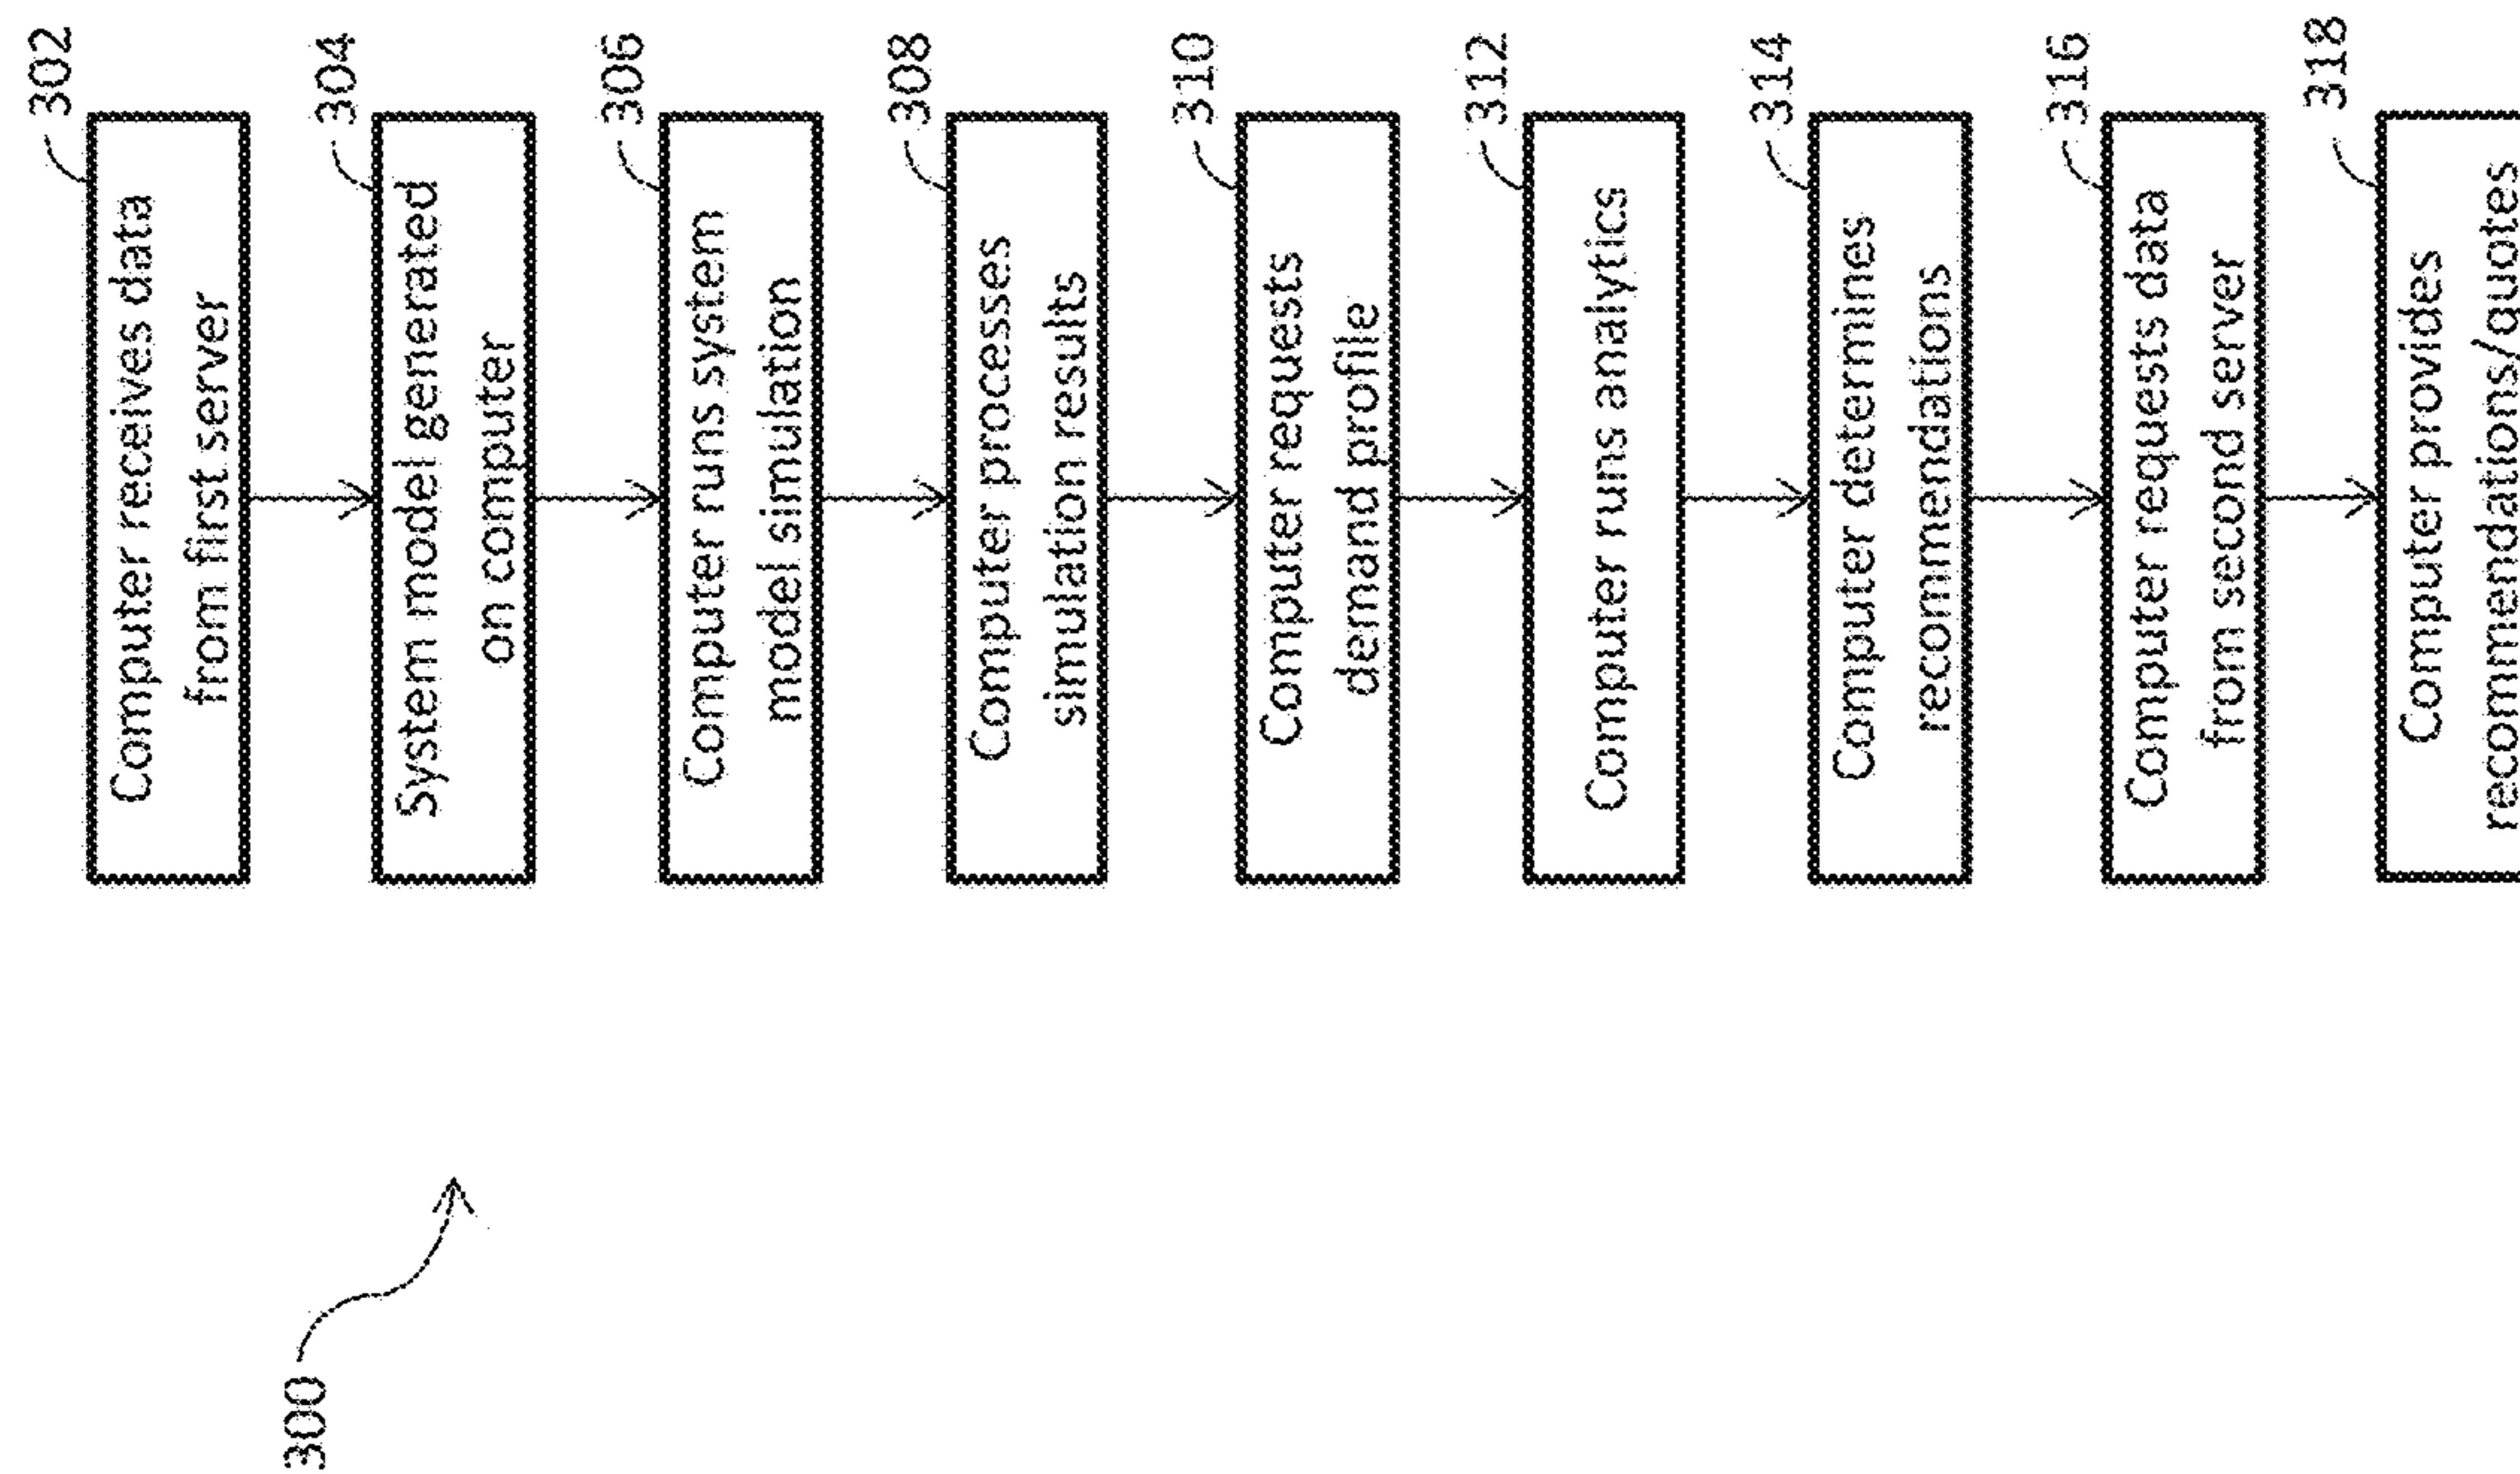 300
302
Computer receives data
from first server
304
System model generated
on computer
306
Computer runs system
model simulation
308
Computer processes
simulation results
310
Computer requests
demand profile
312
Computer runs analytics
314
Computer determines
recommendations
316
Computer requests data
from second server
318
Computer provides
recommendations/quotes